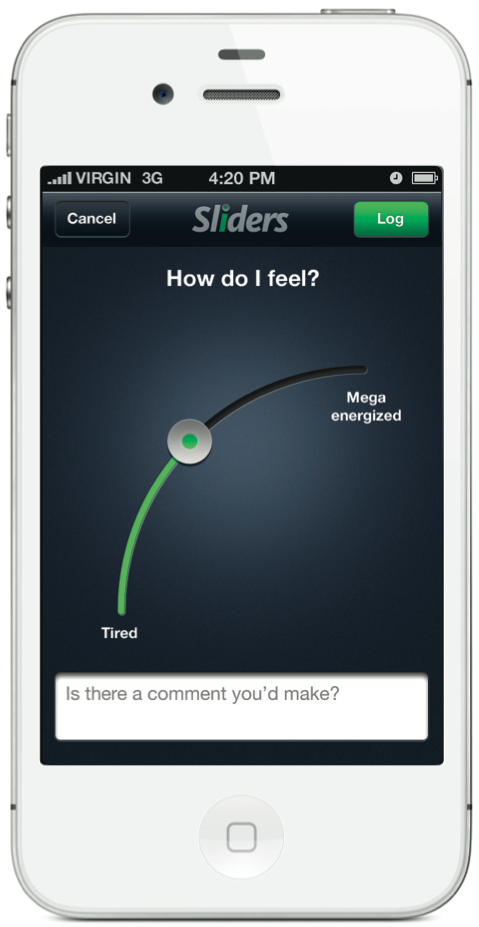 VIRGIN 3G 4:20 PM
Cancel Sliders Log
How do I feel?
Mega
energized
Tired
Is there a comment you'd make?